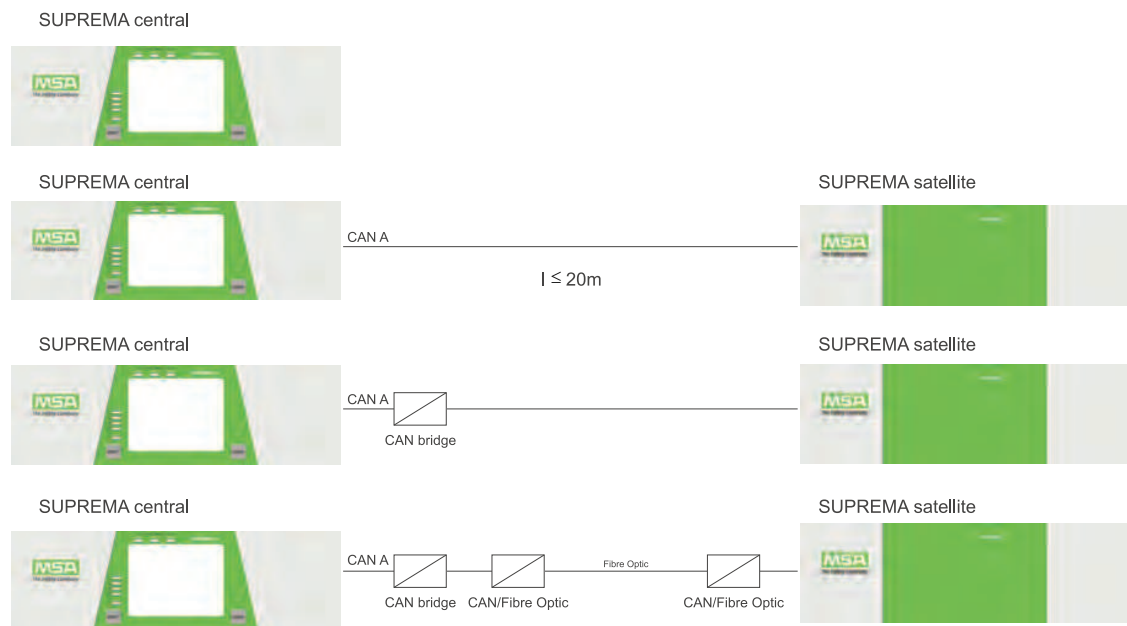 SUPREMA central
MSA
SUPREMA central
SUPREMA satellite
MSA
CAN A
MSA
l ≤ 20m
SUPREMA central
SUPREMA satellite
MSA
CAN A
MSA
CAN bridge
SUPREMA central
SUPREMA satellite
MSA
CAN A
Fibre Optic
MSA
CAN bridge
CAN/Fibre Optic
CAN/Fibre Optic